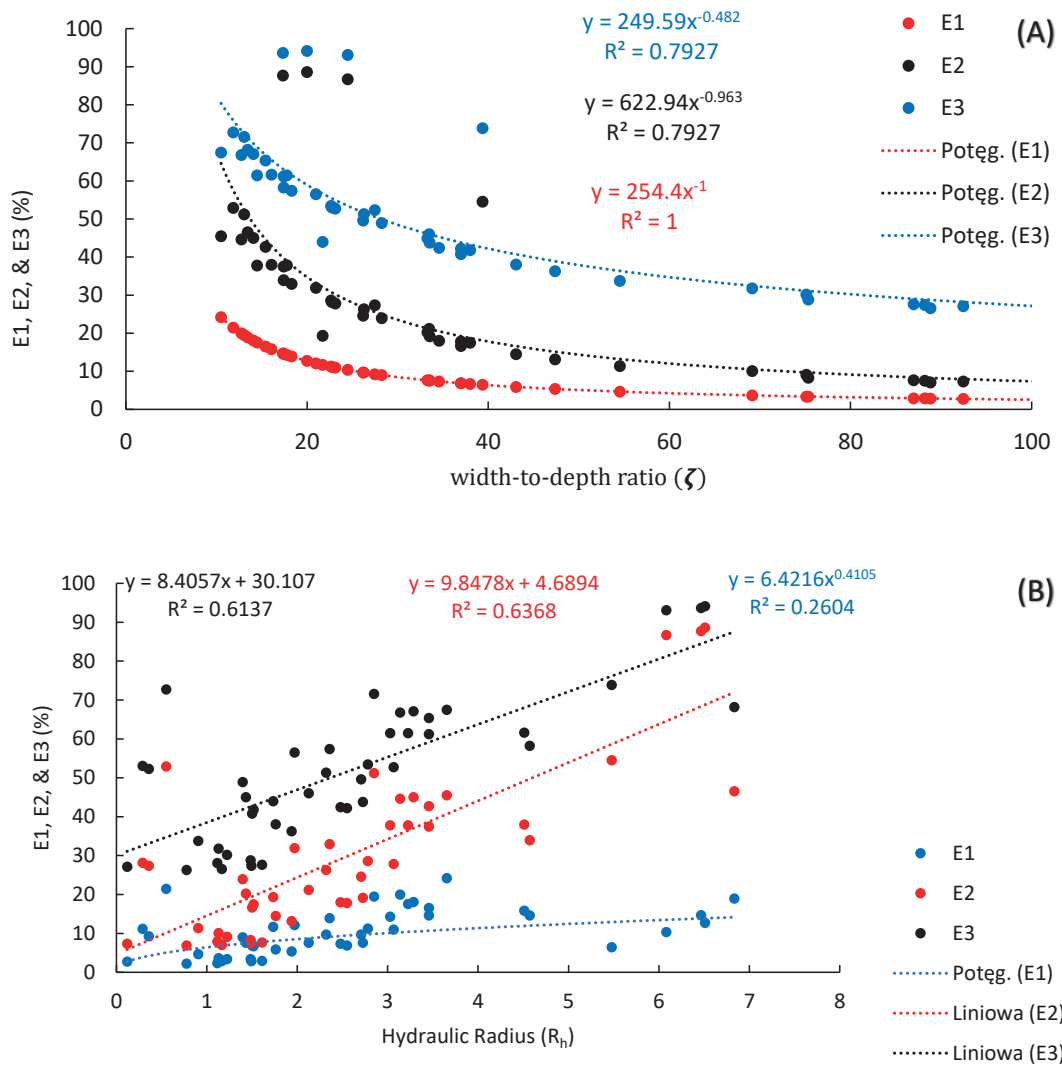 y = 249.59x^-0.482
R² = 0.7927
y = 622.94x^-0.963
R² = 0.7927
y = 254.4x^-1
R² = 1
(A)
E1
E2
E3
Potęg. (E1)
Potęg. (E2)
Potęg. (E3)
E1, E2, & E3 (%)
100
90
80
70
60
50
40
30
20
10
0
0 20 40 60 80 100
width-to-depth ratio (ζ)
y = 8.4057x + 30.107
R² = 0.6137
y = 9.8478x + 4.6894
R² = 0.6368
y = 6.4216x^0.4105
R² = 0.2604
(B)
E1, E2, & E3 (%)
100
90
80
70
60
50
40
30
20
10
0
0 1 2 3 4 5 6 7 8
Hydraulic Radius (R_h)
E1
E2
E3
Potęg. (E1)
Liniowa (E2)
Liniowa (E3)